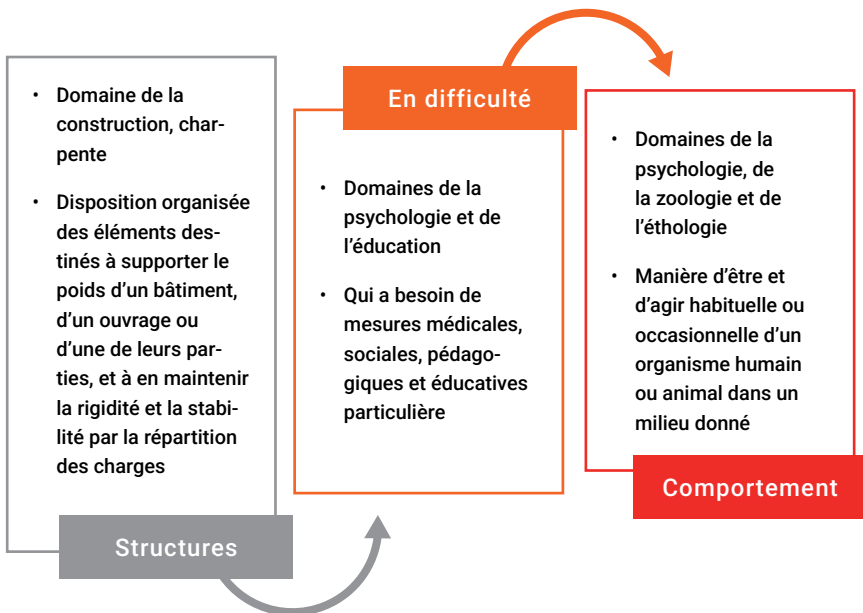 • Domaine de la
construction, char-
pente
• Disposition organisée
des éléments des-
tinés à supporter le
poids d’un bâtiment,
d’un ouvrage ou
d’une de leurs par-
ties, et à en maintenir
la rigidité et la stabi-
lité par la répartition
des charges
Structures
En difficulté
• Domaines de la
psychologie et de
l’éducation
• Qui a besoin de
mesures médicales,
sociales, pédago-
giques et éducatives
particulière
• Domaines de la
psychologie, de
la zoologie et de
l’éthologie
• Manière d’être et
d’agir habituelle ou
occasionnelle d’un
organisme humain
ou animal dans un
milieu donné
Comportement